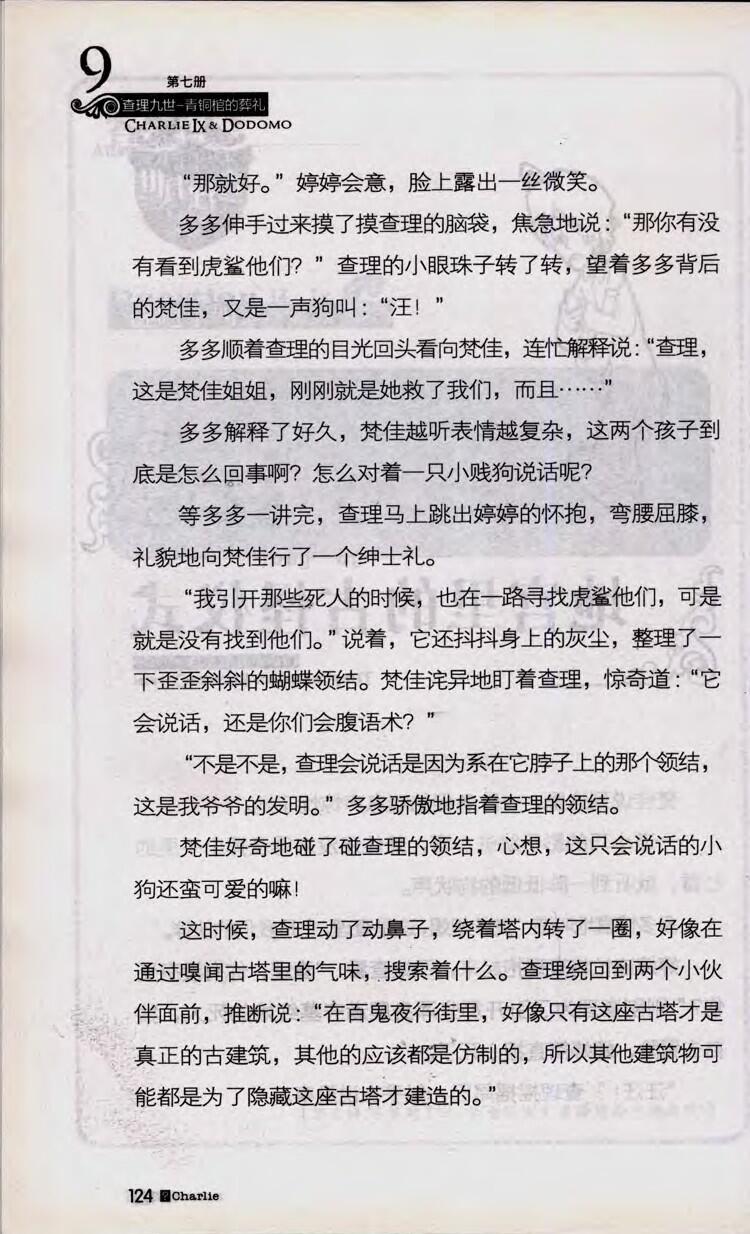 9
第七册
查理九世-青铜棺的葬礼
CHARLIE IX & DODOMO
“那就好。”婷婷会意，脸上露出一丝微笑。
多多伸手过来摸了摸查理的脑袋，焦急地说：“那你有没
有看到虎鲨他们？”查理的小眼珠子转了转，望着多多背后
的梵佳，又是一声狗叫：“汪！”
多多顺着查理的目光回头看向梵佳，连忙解释说：“查理，
这是梵佳姐姐，刚刚就是她救了我们，而且……”
多多解释了好久，梵佳越听表情越复杂，这两个孩子到
底是怎么回事啊？怎么对着一只小贱狗说话呢？
等多多一讲完，查理马上跳出婷婷的怀抱，弯腰屈膝，
礼貌地向梵佳行了一个绅士礼。
“我引开那些死人的时候，也在一路寻找虎鲨他们，可是
就是没有找到他们。”说着，它还抖抖身上的灰尘，整理了一
下歪歪斜斜的蝴蝶领结。梵佳诧异地盯着查理，惊奇道：“它
会说话，还是你们会腹语术？”
“不是不是，查理会说话是因为系在它脖子上的那个领结，
这是我爷爷的发明。”多多骄傲地指着查理的领结。
梵佳好奇地碰了碰查理的领结，心想，这只会说话的小
狗还蛮可爱的嘛！
这时候，查理动了动鼻子，绕着塔内转了一圈，好像在
通过嗅闻古塔里的气味，搜索着什么。查理绕回到两个小伙
伴面前，推断说：“在百鬼夜行街里，好像只有这座古塔才是
真正的古建筑，其他的应该都是仿制的，所以其他建筑物可
能都是为了隐藏这座古塔才建造的。”
124 Charlie